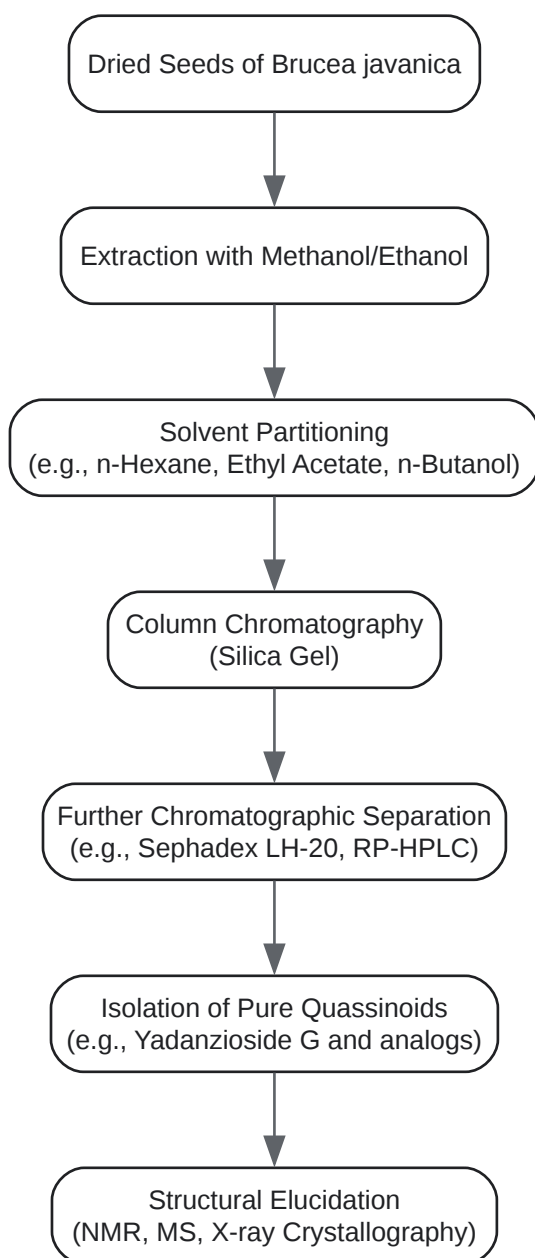 Dried Seeds of Brucea javanica
Extraction with Methanol/Ethanol
Solvent Partitioning
(e.g., n-Hexane, Ethyl Acetate, n-Butanol)
Column Chromatography
(Silica Gel)
Further Chromatographic Separation
(e.g., Sephadex LH-20, RP-HPLC)
Isolation of Pure Quassinoids
(e.g., Yadanzioside G and analogs)
Structural Elucidation
(NMR, MS, X-ray Crystallography)